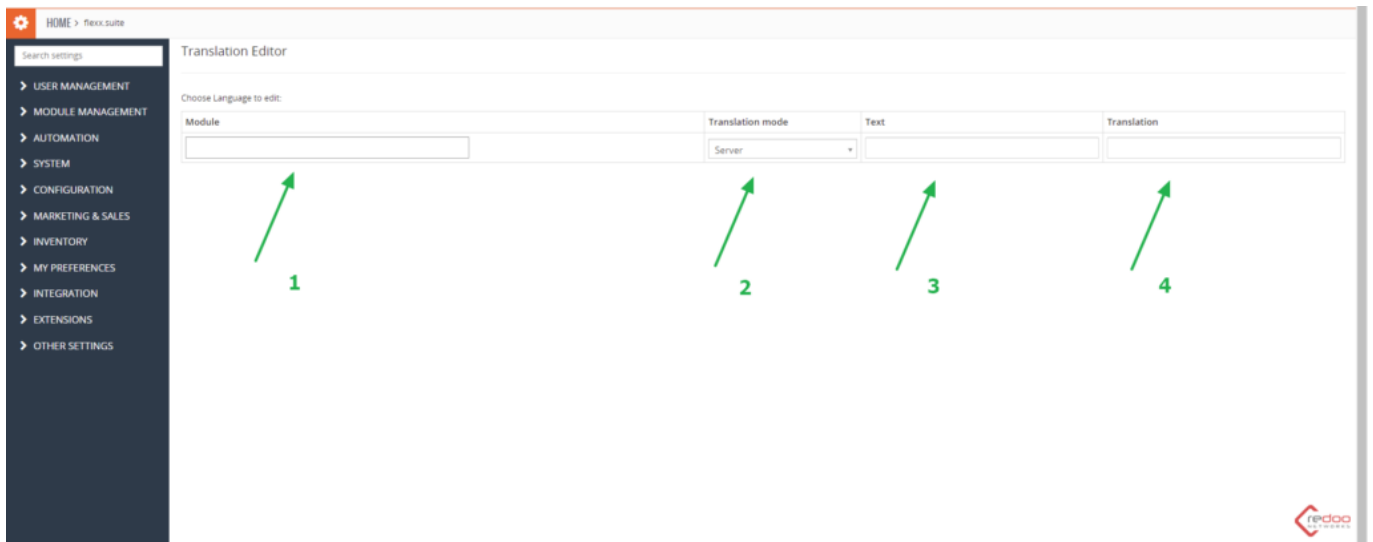 HOME > flexx.suite
Search settings
Translation Editor
USER MANAGEMENT
Choose Language to edit:
MODULE MANAGEMENT
Module Translation mode Text Translation
AUTOMATION
Server
SYSTEM
CONFIGURATION
MARKETING & SALES
INVENTORY
MY PREFERENCES
INTEGRATION
EXTENSIONS
OTHER SETTINGS
1 2 3 4
redoo
NETWORKS